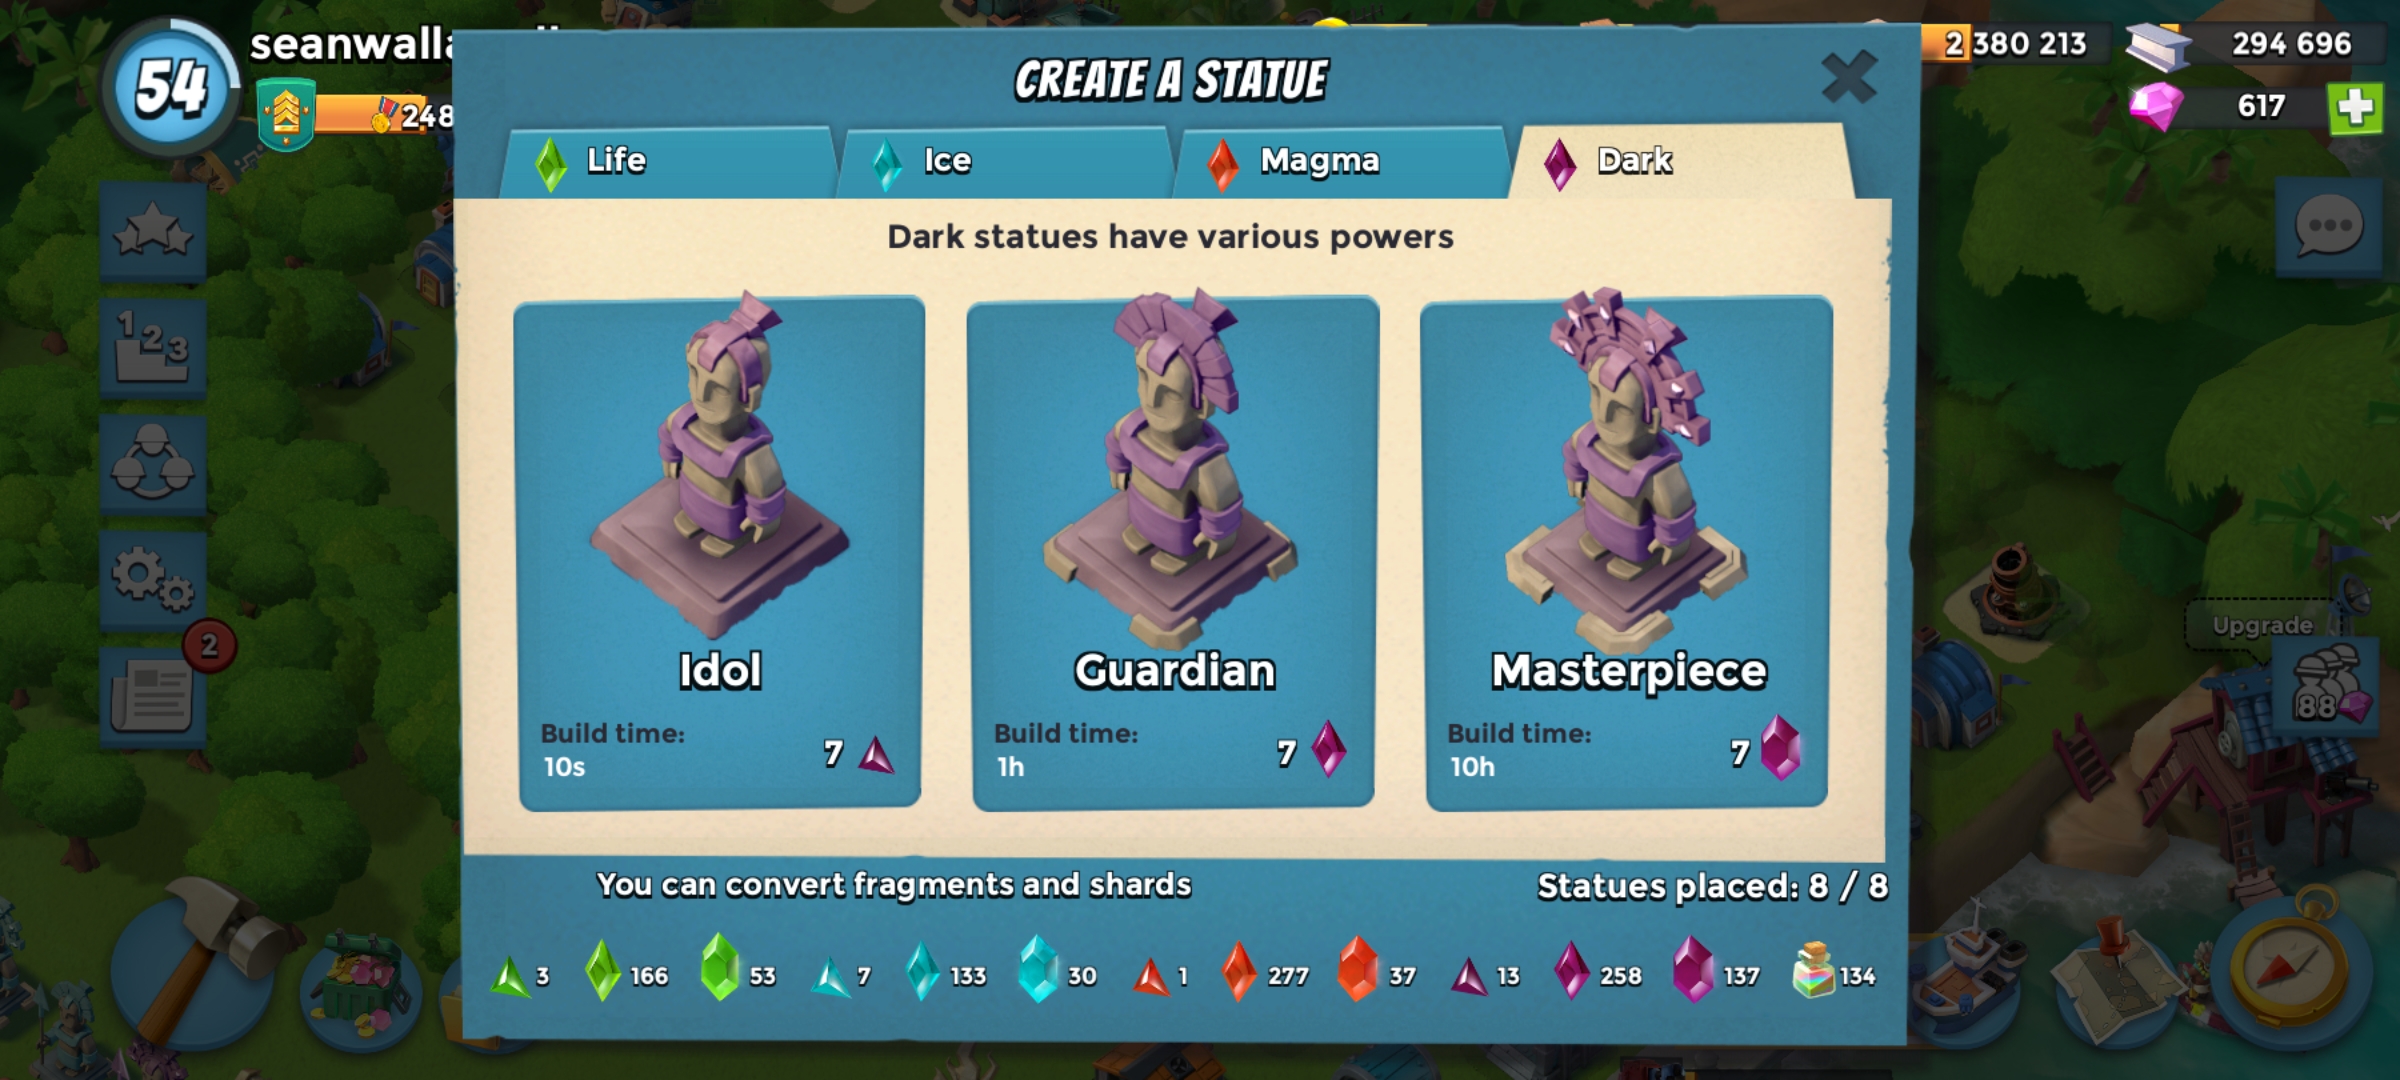 54
CREATE A STATUE
2 380 213
294 696
248
617
Life
Ice
Magma
Dark
Dark statues have various powers
1 2 3
2
Idol
Build time:
10s
7
Guardian
Build time:
1h
7
Masterpiece
Build time:
10h
7
Upgrade
88
You can convert fragments and shards
Statues placed: 8 / 8
3 166 53 7 133 30 1 277 37 13 258 137 134